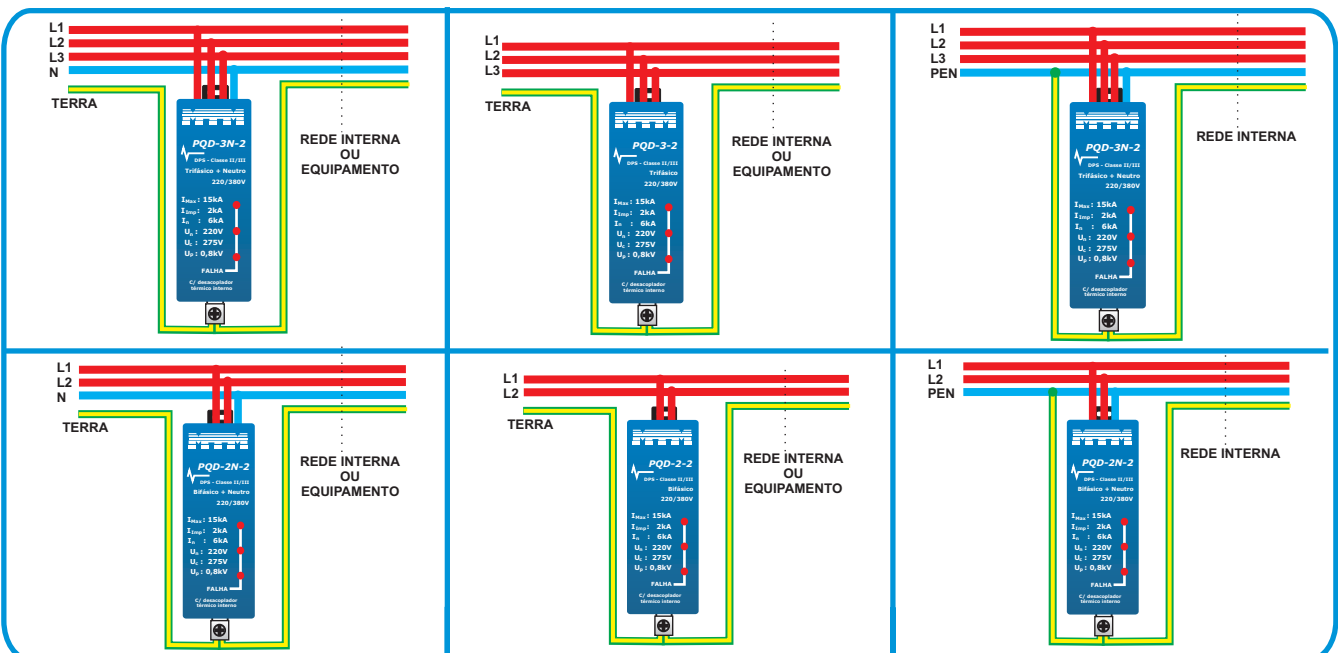 L1
L2
L3
N
TERRA
PQD-3N-2
DPS - Classe II/III
Trifásico + Neutro
220/380V
IMax : 15kA
IImp : 2kA
In : 6kA
Un : 220V
Uc : 275V
Up : 0,8kV
FALHA
C/ desacoplador
térmico interno
REDE INTERNA
OU
EQUIPAMENTO
L1
L2
L3
TERRA
PQD-3-2
DPS - Classe II/III
Trifásico
220/380V
IMax : 15kA
IImp : 2kA
In : 6kA
Un : 220V
Uc : 275V
Up : 0,8kV
FALHA
C/ desacoplador
térmico interno
REDE INTERNA
OU
EQUIPAMENTO
L1
L2
L3
PEN
PQD-3N-2
DPS - Classe II/III
Trifásico + Neutro
220/380V
IMax : 15kA
IImp : 2kA
In : 6kA
Un : 220V
Uc : 275V
Up : 0,8kV
FALHA
C/ desacoplador
térmico interno
REDE INTERNA
L1
L2
N
TERRA
PQD-2N-2
DPS - Classe II/III
Bifásico + Neutro
220/380V
IMax : 15kA
IImp : 2kA
In : 6kA
Un : 220V
Uc : 275V
Up : 0,8kV
FALHA
C/ desacoplador
térmico interno
REDE INTERNA
OU
EQUIPAMENTO
L1
L2
TERRA
PQD-2-2
DPS - Classe II/III
Bifásico
220/380V
IMax : 15kA
IImp : 2kA
In : 6kA
Un : 220V
Uc : 275V
Up : 0,8kV
FALHA
C/ desacoplador
térmico interno
REDE INTERNA
OU
EQUIPAMENTO
L1
L2
PEN
PQD-2N-2
DPS - Classe II/III
Bifásico + Neutro
220/380V
IMax : 15kA
IImp : 2kA
In : 6kA
Un : 220V
Uc : 275V
Up : 0,8kV
FALHA
C/ desacoplador
térmico interno
REDE INTERNA